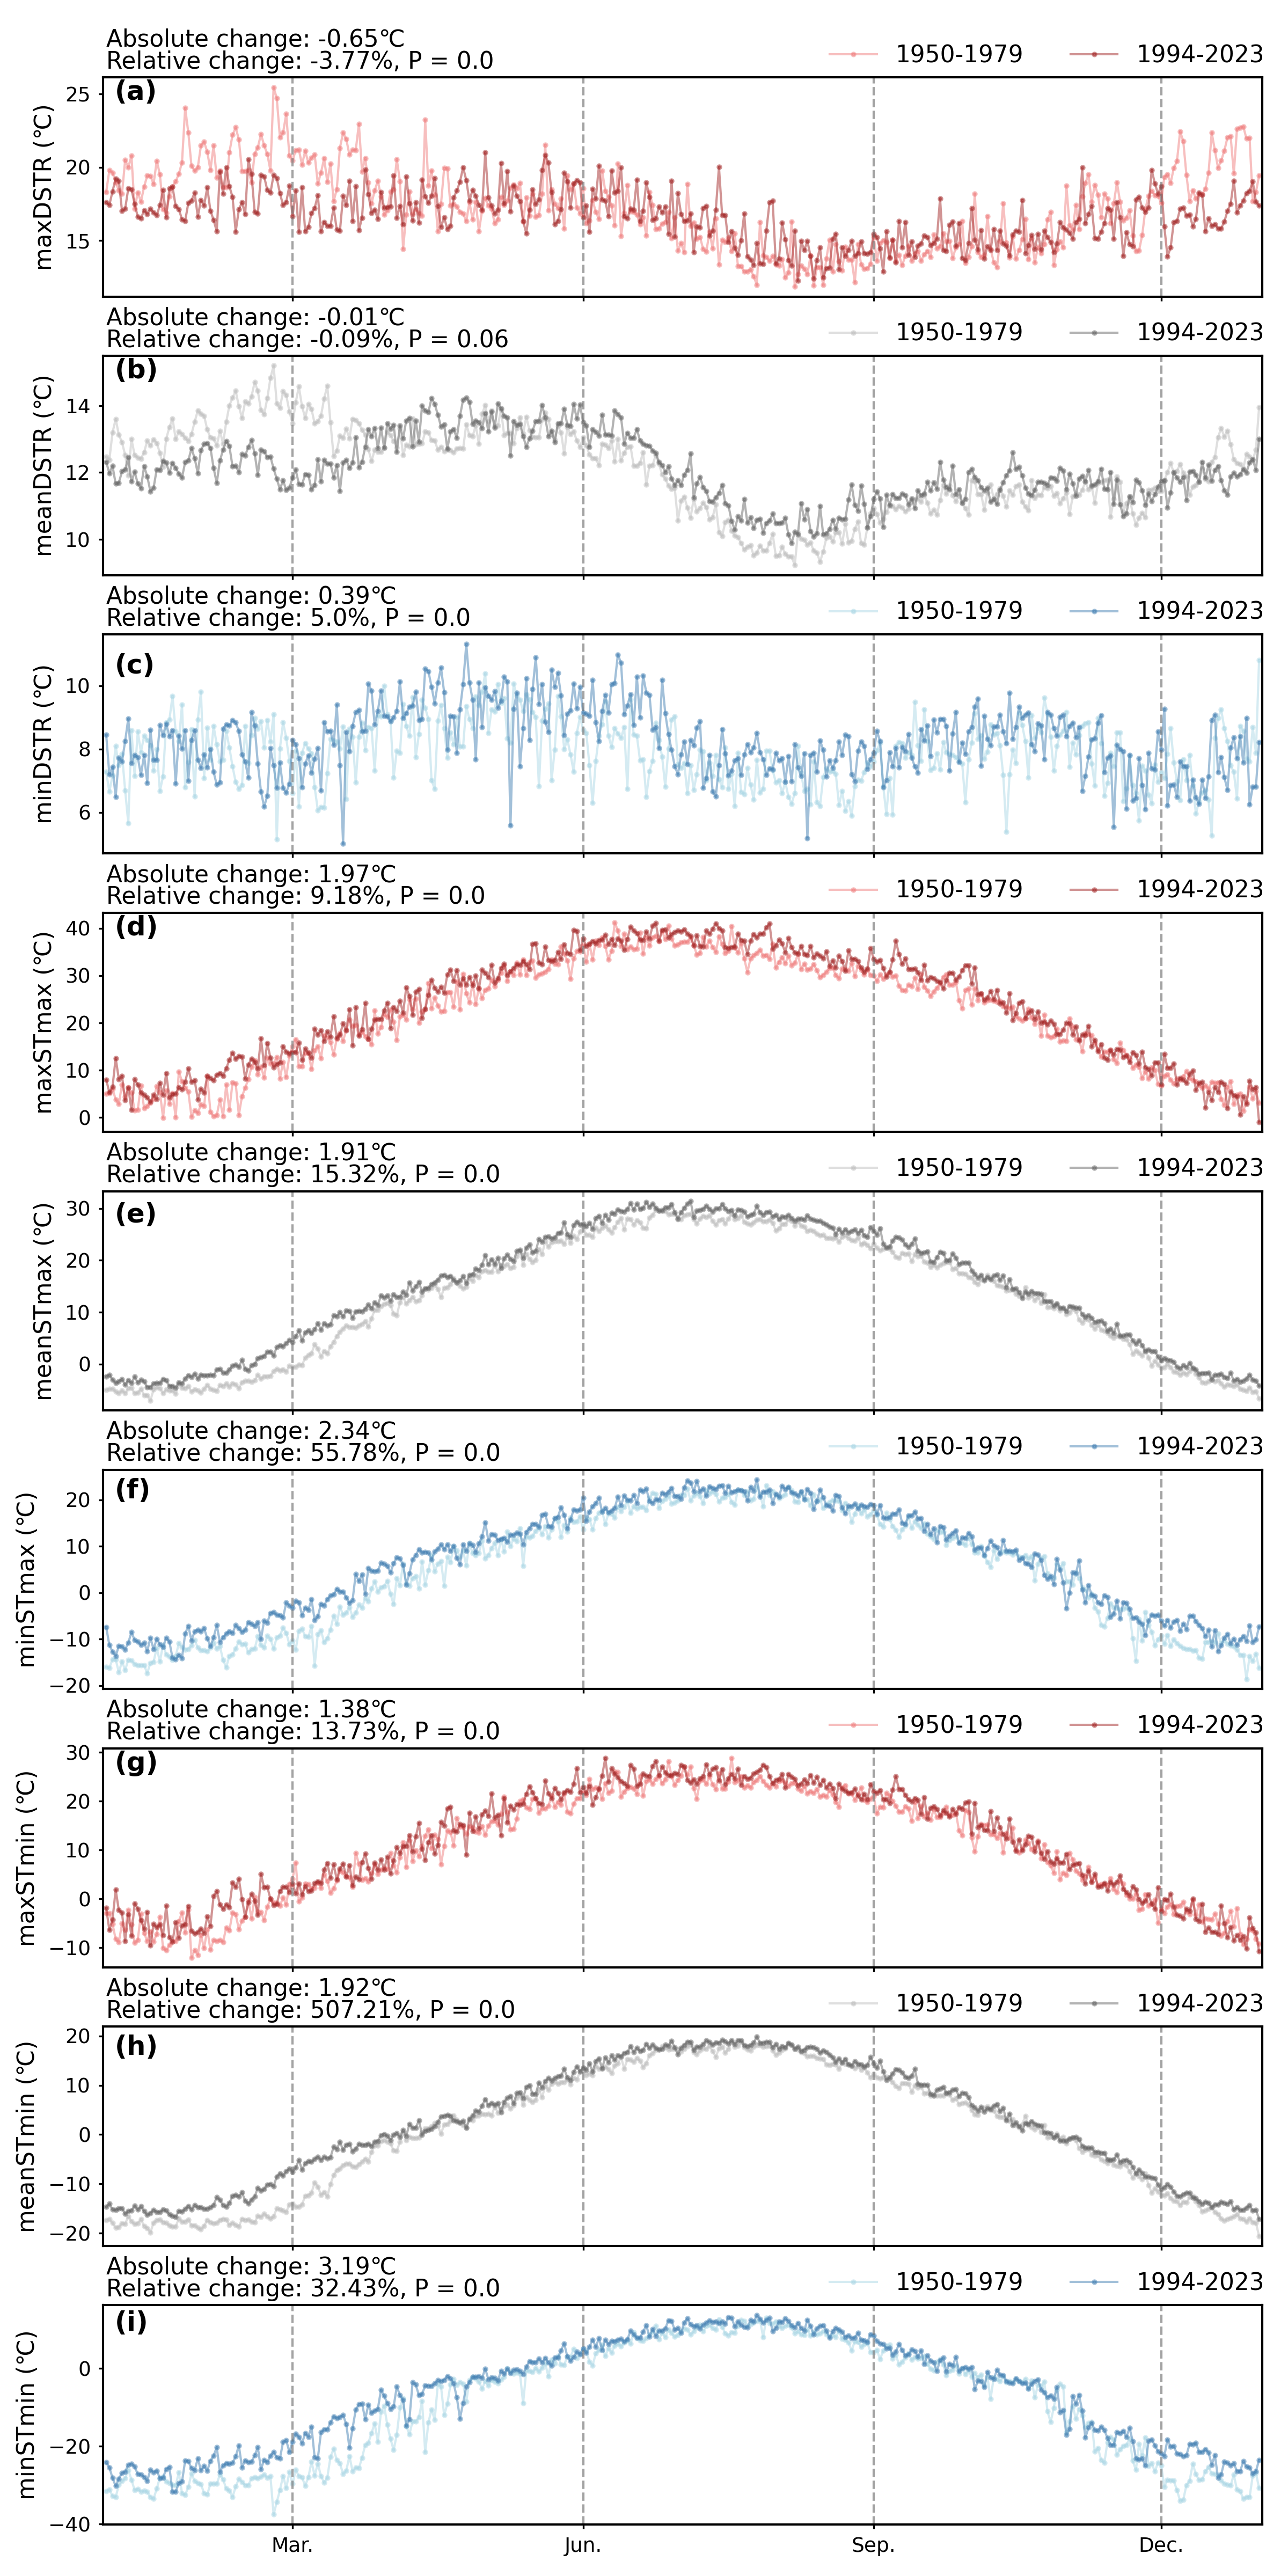 Absolute change: -0.65℃
Relative change: -3.77%, P = 0.0
1950-1979 1994-2023
(a)
maxDSTR (℃)
25
20
15
Absolute change: -0.01℃
Relative change: -0.09%, P = 0.06
1950-1979 1994-2023
(b)
meanDSTR (℃)
14
12
10
Absolute change: 0.39℃
Relative change: 5.0%, P = 0.0
1950-1979 1994-2023
(c)
minDSTR (℃)
10
8
6
Absolute change: 1.97℃
Relative change: 9.18%, P = 0.0
1950-1979 1994-2023
(d)
maxSTmax (℃)
40
30
20
10
0
Absolute change: 1.91℃
Relative change: 15.32%, P = 0.0
1950-1979 1994-2023
(e)
meanSTmax (℃)
30
20
10
0
Absolute change: 2.34℃
Relative change: 55.78%, P = 0.0
1950-1979 1994-2023
(f)
minSTmax (℃)
20
10
0
−10
−20
Absolute change: 1.38℃
Relative change: 13.73%, P = 0.0
1950-1979 1994-2023
(g)
maxSTmin (℃)
30
20
10
0
−10
Absolute change: 1.92℃
Relative change: 507.21%, P = 0.0
1950-1979 1994-2023
(h)
meanSTmin (℃)
20
10
0
−10
−20
Absolute change: 3.19℃
Relative change: 32.43%, P = 0.0
1950-1979 1994-2023
(i)
minSTmin (℃)
0
−20
−40
Mar. Jun. Sep. Dec.